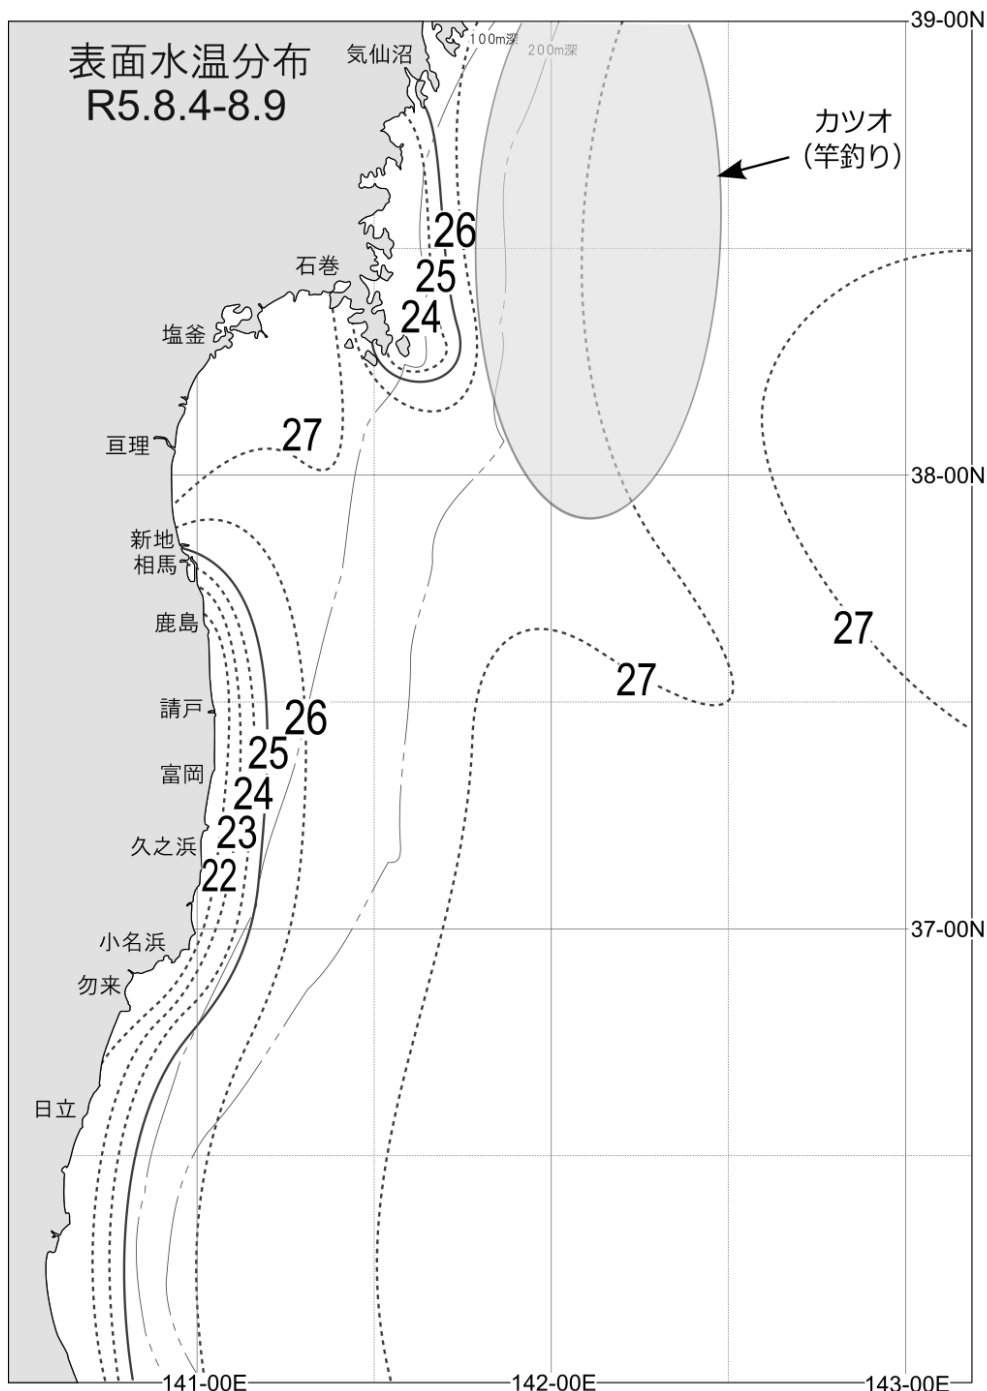 39-00N
表面水温分布
R5.8.4-8.9
気仙沼
100m深
200m深
カツオ
(竿釣り)
26
25
24
石巻
塩釜
27
亘理
38-00N
新地
相馬
鹿島
27
27
請戸
26
25
富岡
24
23
久之浜
22
37-00N
小名浜
勿来
日立
141-00E
142-00E
143-00E